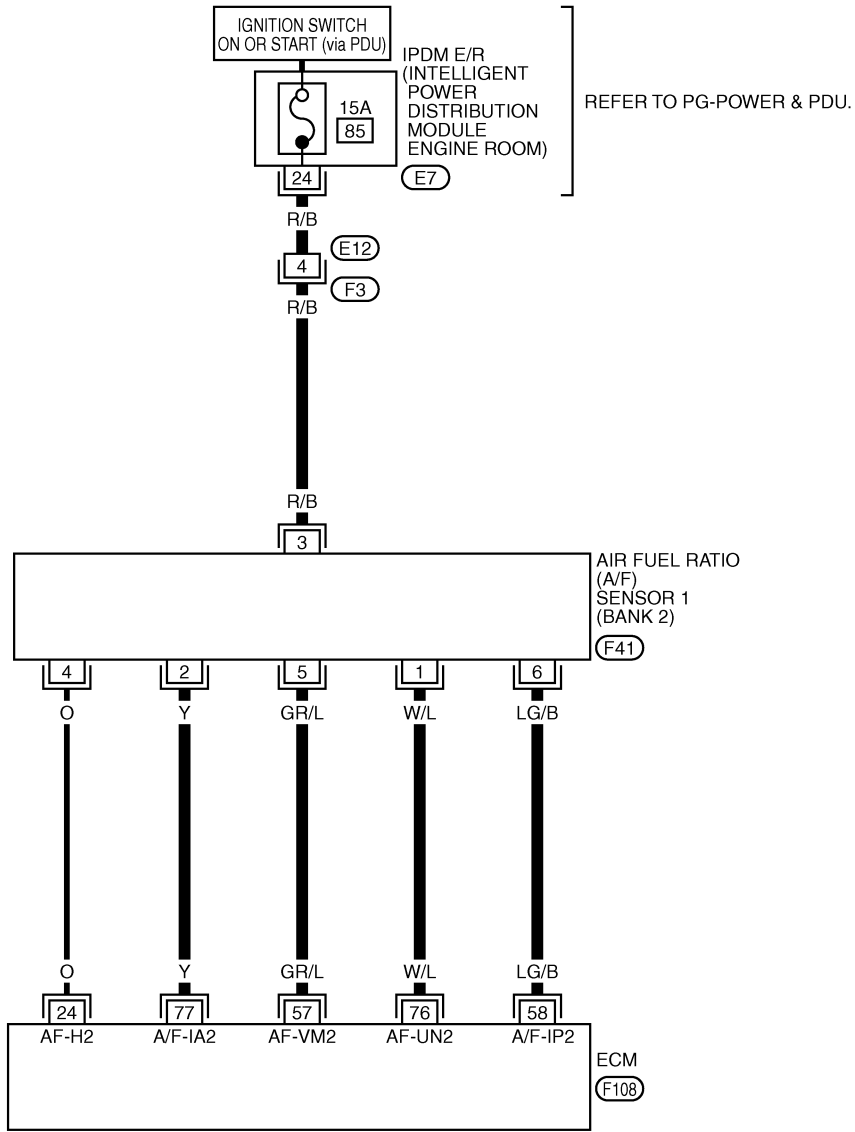 IGNITION SWITCH
ON OR START (via PDU)
IPDM E/R
(INTELLIGENT
POWER
DISTRIBUTION
MODULE
ENGINE ROOM)
REFER TO PG-POWER & PDU.
15A
85
24
E7
R/B
E12
4
F3
R/B
R/B
3
AIR FUEL RATIO
(A/F)
SENSOR 1
(BANK 2)
F41
4 2 5 1 6
O Y GR/L W/L LG/B
O Y GR/L W/L LG/B
24 77 57 76 58
AF-H2 A/F-IA2 AF-VM2 AF-UN2 A/F-IP2
ECM
F108